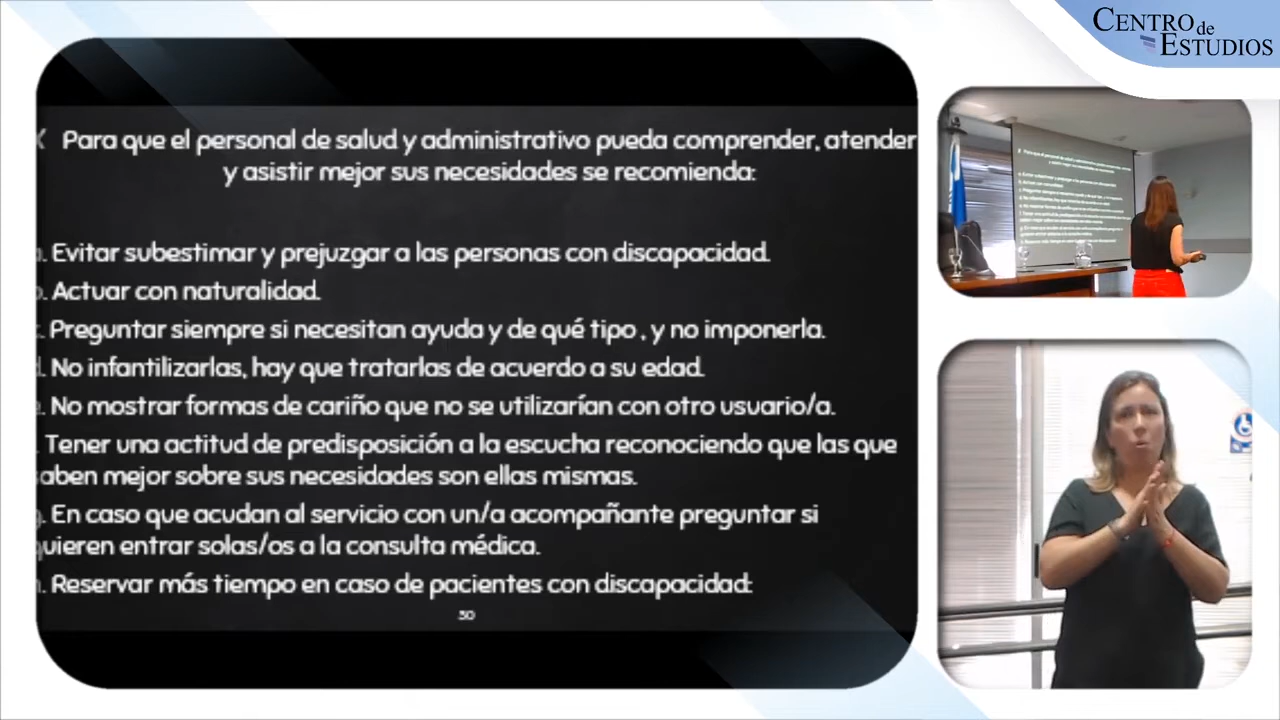 CENTRO de
ESTUDIOS
Para que el personal de salud y administrativo pueda comprender, atender
y asistir mejor sus necesidades se recomienda:
. Evitar subestimar y prejuzgar a las personas con discapacidad.
. Actuar con naturalidad.
. Preguntar siempre si necesitan ayuda y de qué tipo , y no imponerla.
. No infantilizarlas, hay que tratarlas de acuerdo a su edad.
. No mostrar formas de cariño que no se utilizarían con otro usuario/a.
. Tener una actitud de predisposición a la escucha reconociendo que las que
saben mejor sobre sus necesidades son ellas mismas.
. En caso que acudan al servicio con un/a acompañante preguntar si
quieren entrar solas/os a la consulta médica.
. Reservar más tiempo en caso de pacientes con discapacidad:
30